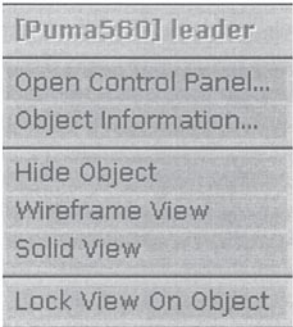 [Puma560] leader
Open Control Panel...
Object Information...
Hide Object
Wireframe View
Solid View
Lock View On Object